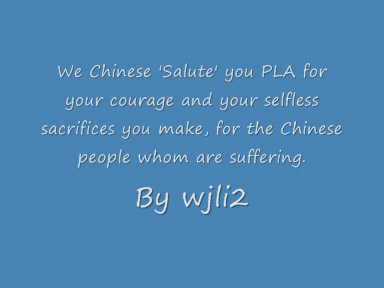 We Chinese 'Salute' you PLA for
your courage and your selfless
sacrifices you make, for the Chinese
people whom are suffering.
By wjli2